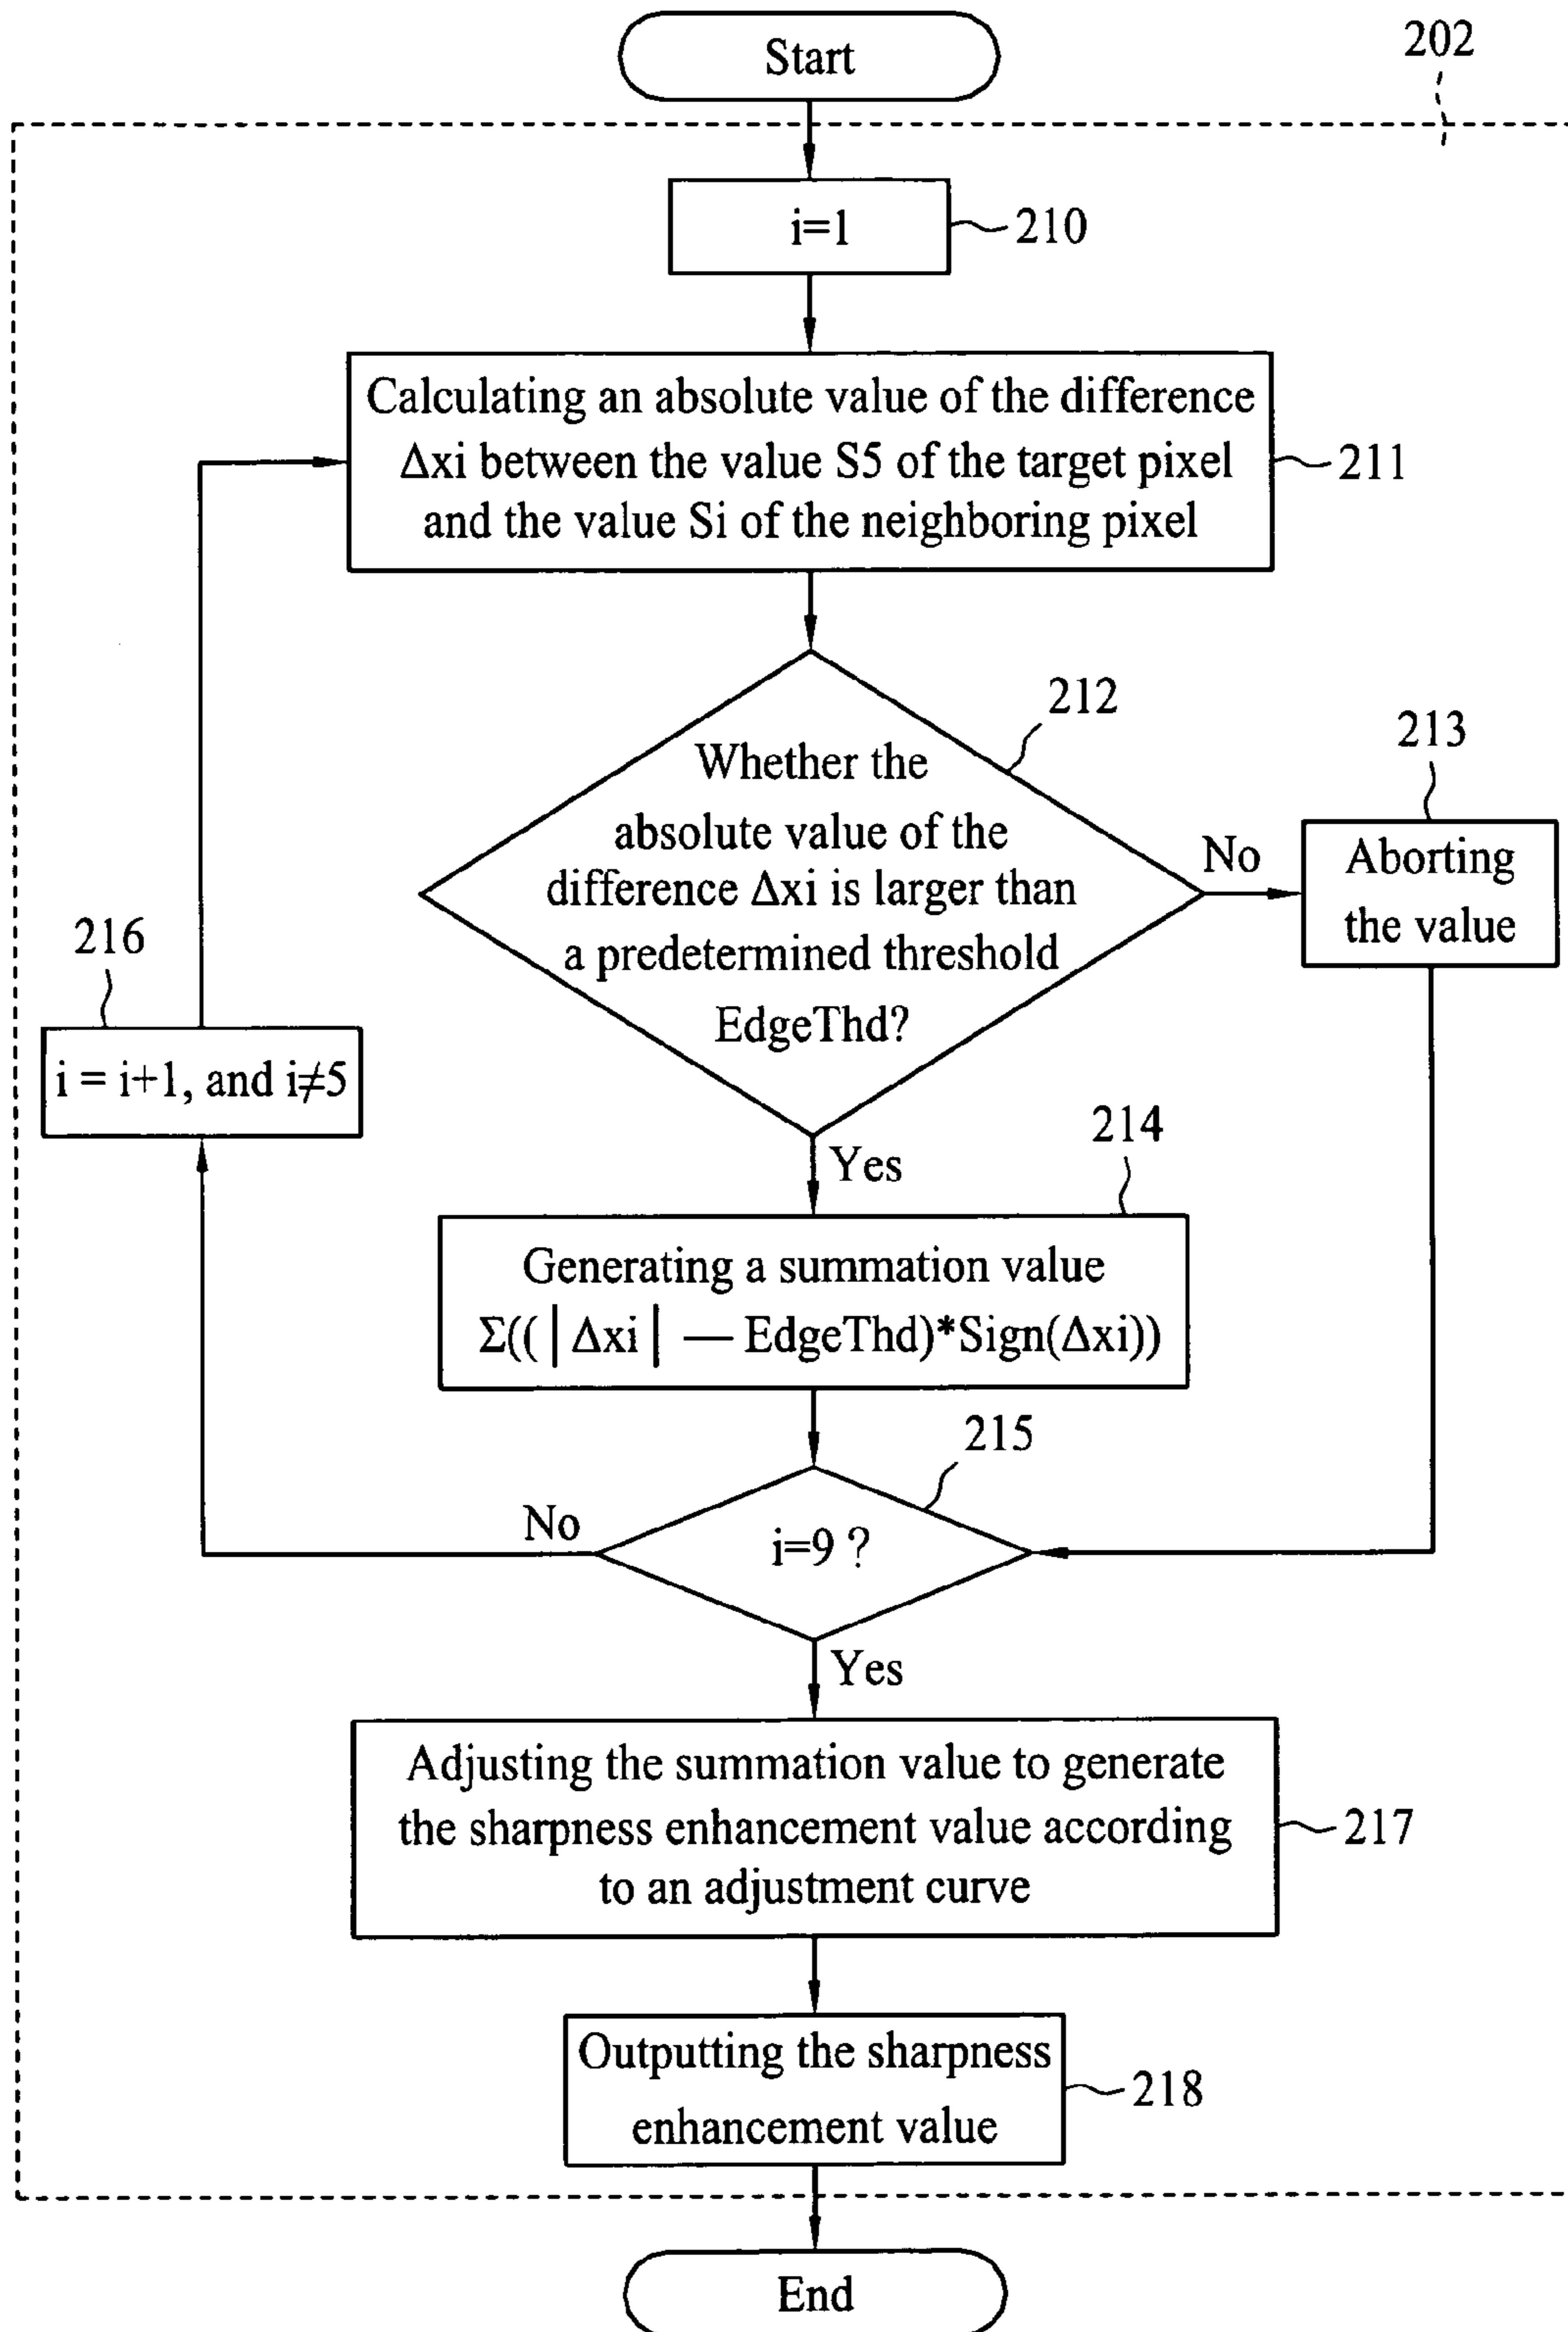 Start
202
i=1
210
Calculating an absolute value of the difference
Δxi between the value S5 of the target pixel
and the value Si of the neighboring pixel
211
212
Whether the
absolute value of the
difference Δxi is larger than
a predetermined threshold
EdgeThd?
No
213
Aborting
the value
216
i = i+1, and i≠5
Yes
214
Generating a summation value
Σ((|Δxi| — EdgeThd)*Sign(Δxi))
215
No
i=9 ?
Yes
Adjusting the summation value to generate
the sharpness enhancement value according
to an adjustment curve
217
Outputting the sharpness
enhancement value
218
End